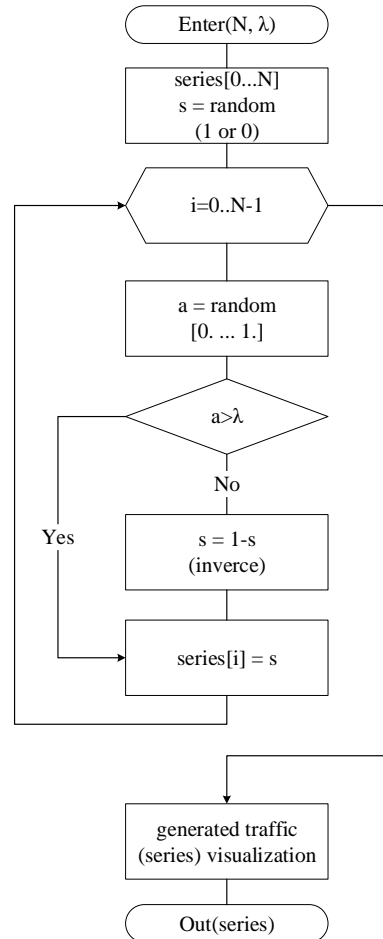 Enter(N, λ)
series[0...N]
s = random
(1 or 0)
i=0..N-1
a = random
[0. ... 1.]
a>λ
No
Yes
s = 1-s
(inverce)
series[i] = s
generated traffic
(series) visualization
Out(series)